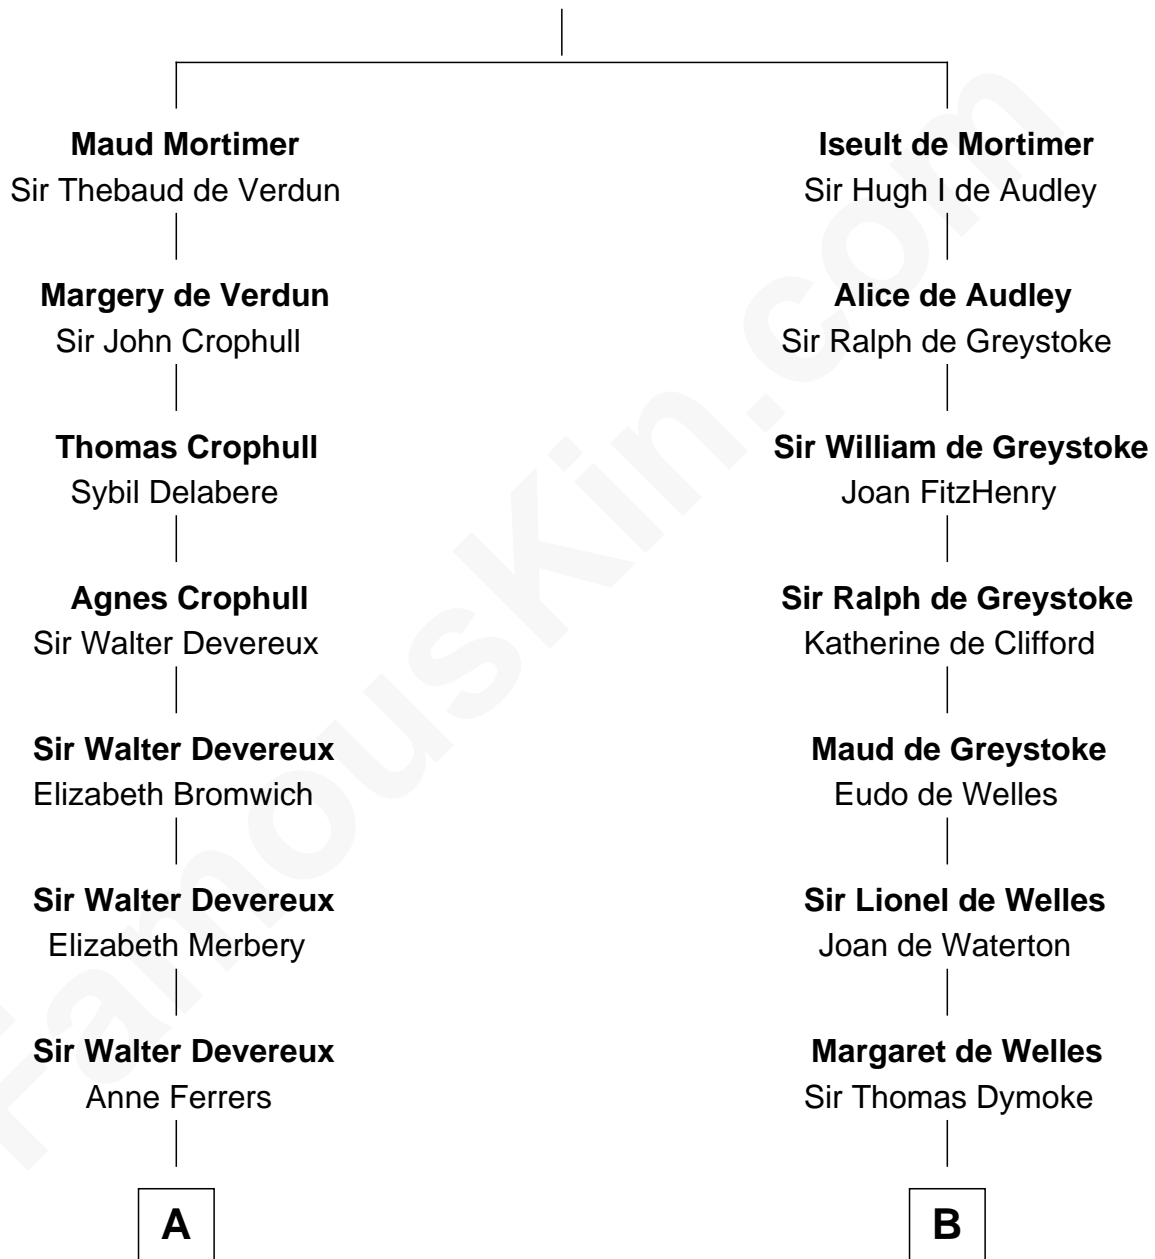 Maud Mortimer
Sir Thebaud de Verdun
Margery de Verdun
Sir John Crophull
Thomas Crophull
Sybil Delabere
Agnes Crophull
Sir Walter Devereux
Sir Walter Devereux
Elizabeth Bromwich
Sir Walter Devereux
Elizabeth Merbery
Sir Walter Devereux
Anne Ferrers
A
Iseult de Mortimer
Sir Hugh I de Audley
Alice de Audley
Sir Ralph de Greystoke
Sir William de Greystoke
Joan FitzHenry
Sir Ralph de Greystoke
Katherine de Clifford
Maud de Greystoke
Eudo de Welles
Sir Lionel de Welles
Joan de Waterton
Margaret de Welles
Sir Thomas Dymoke
B
FamousKin.com